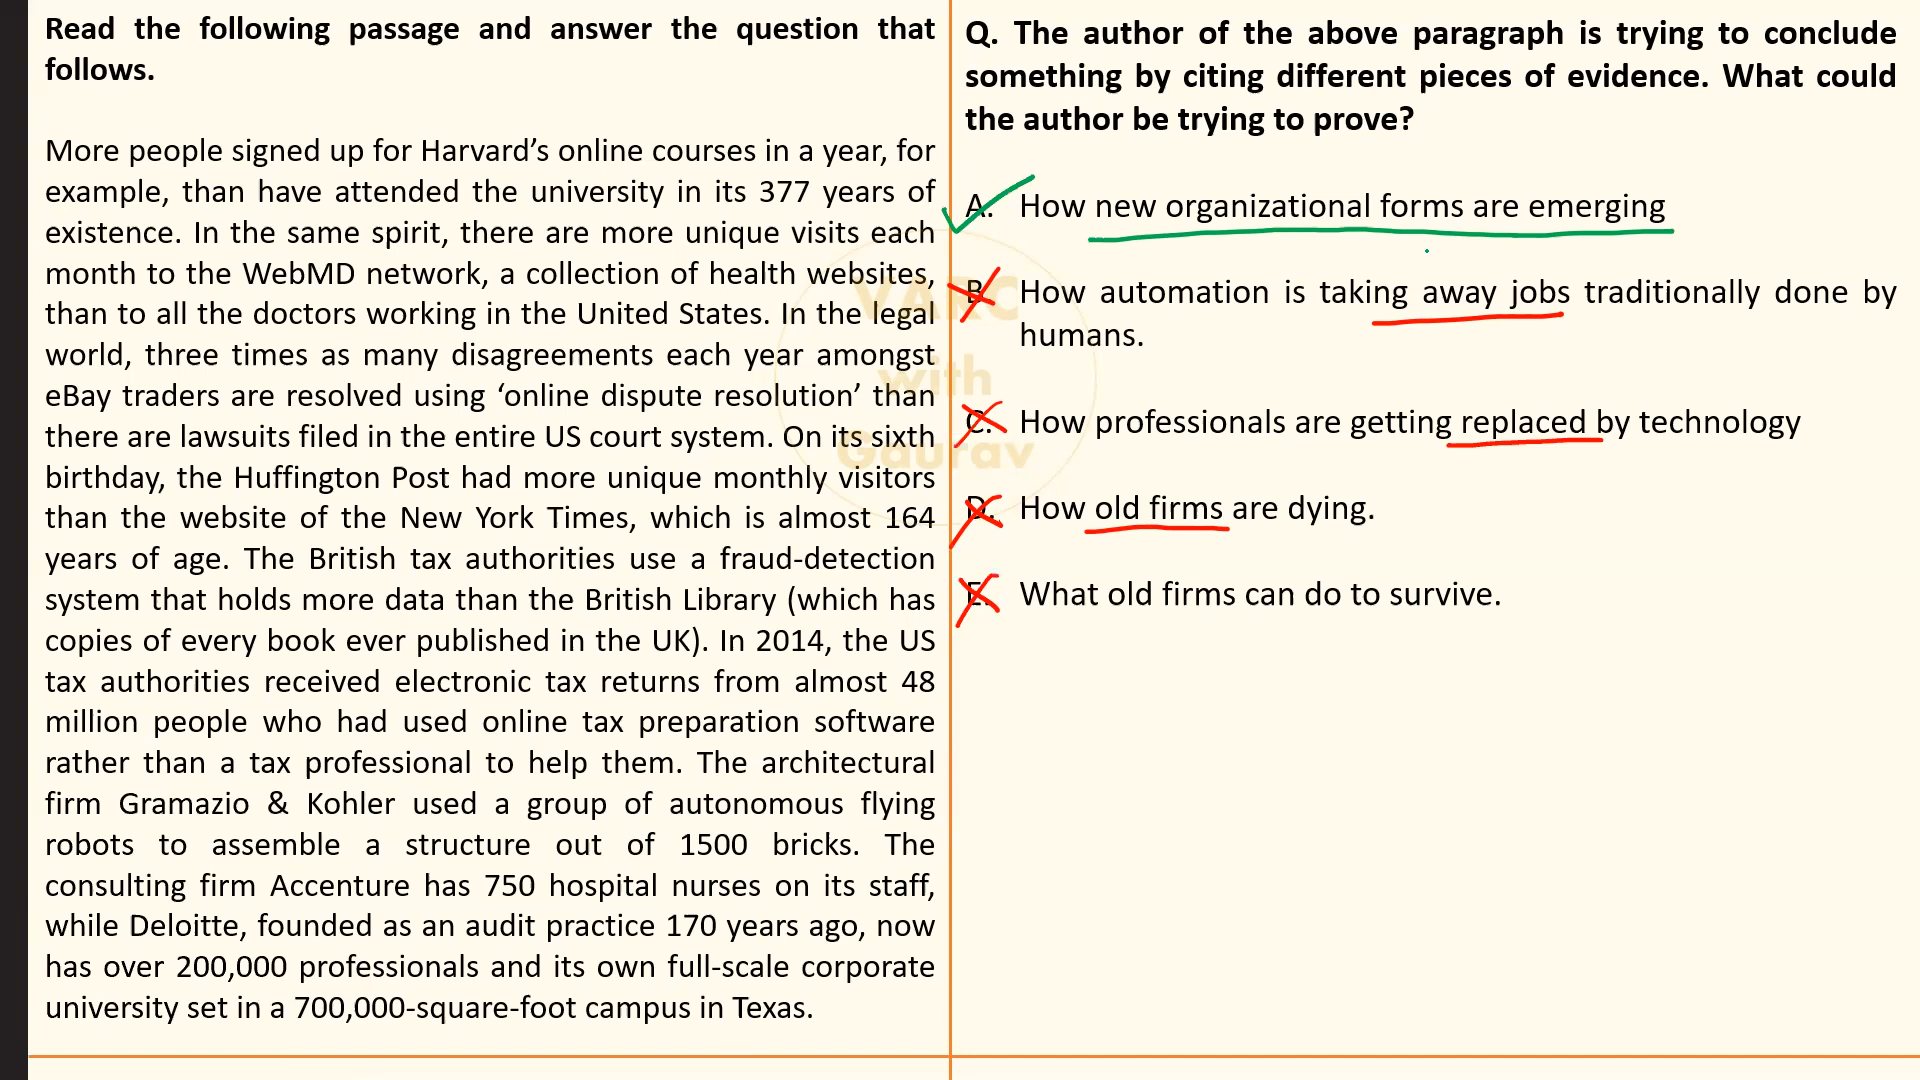 Read the following passage and answer the question that
follows.
More people signed up for Harvard’s online courses in a year, for
example, than have attended the university in its 377 years of
existence. In the same spirit, there are more unique visits each
month to the WebMD network, a collection of health websites,
than to all the doctors working in the United States. In the legal
world, three times as many disagreements each year amongst
eBay traders are resolved using ‘online dispute resolution’ than
there are lawsuits filed in the entire US court system. On its sixth
birthday, the Huffington Post had more unique monthly visitors
than the website of the New York Times, which is almost 164
years of age. The British tax authorities use a fraud-detection
system that holds more data than the British Library (which has
copies of every book ever published in the UK). In 2014, the US
tax authorities received electronic tax returns from almost 48
million people who had used online tax preparation software
rather than a tax professional to help them. The architectural
firm Gramazio & Kohler used a group of autonomous flying
robots to assemble a structure out of 1500 bricks. The
consulting firm Accenture has 750 hospital nurses on its staff,
while Deloitte, founded as an audit practice 170 years ago, now
has over 200,000 professionals and its own full-scale corporate
university set in a 700,000-square-foot campus in Texas.
Q. The author of the above paragraph is trying to conclude
something by citing different pieces of evidence. What could
the author be trying to prove?
A. How new organizational forms are emerging
B. How automation is taking away jobs traditionally done by
humans.
C. How professionals are getting replaced by technology
D. How old firms are dying.
E. What old firms can do to survive.
VARC
with
Gaurav